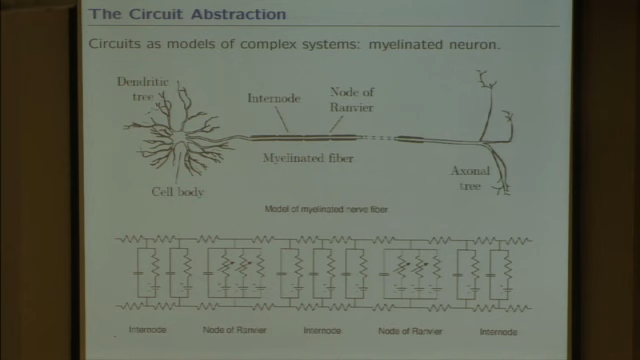 The Circuit Abstraction
Circuits as models of complex systems: myelinated neuron.
Dendritic
tree
Internode
Node of
Ranvier
Myelinated fiber
Cell body
Axonal
tree
Model of myelinated nerve fiber
Internode
Node of Ranvier
Internode
Node of Ranvier
Internode